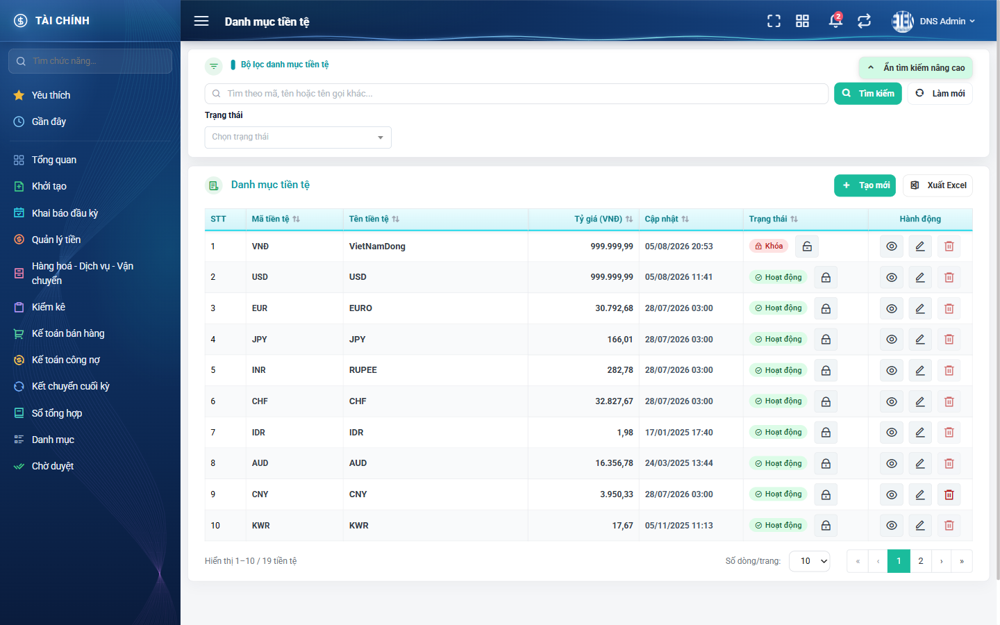 TÀI CHÍNH
Danh mục tiền tệ
2
DNS Admin
Tìm chức năng...
Yêu thích
Gần đây
Tổng quan
Khởi tạo
Khai báo đầu kỳ
Quản lý tiền
Hàng hoá - Dịch vụ - Vận
chuyển
Kiểm kê
Kế toán bán hàng
Kế toán công nợ
Kết chuyển cuối kỳ
Sổ tổng hợp
Danh mục
Chờ duyệt
Bộ lọc danh mục tiền tệ
Ẩn tìm kiếm nâng cao
Tìm theo mã, tên hoặc tên gọi khác...
Tìm kiếm
Làm mới
Trạng thái
Chọn trạng thái
Danh mục tiền tệ
Tạo mới
Xuất Excel
STT Mã tiền tệ Tên tiền tệ Tỷ giá (VNĐ) Cập nhật Trạng thái Hành động
1 VNĐ VietNamDong 999.999,99 05/08/2026 20:53 Khóa
2 USD USD 999.999,99 05/08/2026 11:41 Hoạt động
3 EUR EURO 30.792,68 28/07/2026 03:00 Hoạt động
4 JPY JPY 166,01 28/07/2026 03:00 Hoạt động
5 INR RUPEE 282,78 28/07/2026 03:00 Hoạt động
6 CHF CHF 32.827,67 28/07/2026 03:00 Hoạt động
7 IDR IDR 1,98 17/01/2025 17:40 Hoạt động
8 AUD AUD 16.356,78 24/03/2025 13:44 Hoạt động
9 CNY CNY 3.950,33 28/07/2026 03:00 Hoạt động
10 KWR KWR 17,67 05/11/2025 11:13 Hoạt động
Hiển thị 1–10 / 19 tiền tệ
Số dòng/trang: 10
« ‹ 1 2 › »